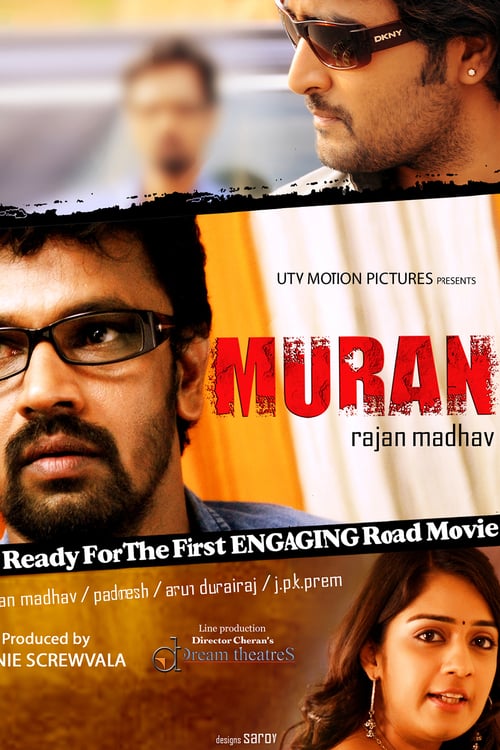 DKNY
UTV MOTION PICTURES PRESENTS
MURAN
rajan madhav
Ready For The First ENGAGING Road Movie
an madhav / padmesh / arun durairaj / j.p.k.prem
Produced by
NIE SCREWVALA
Line production
Director Cheran's
Dream theatreS
designs saroy